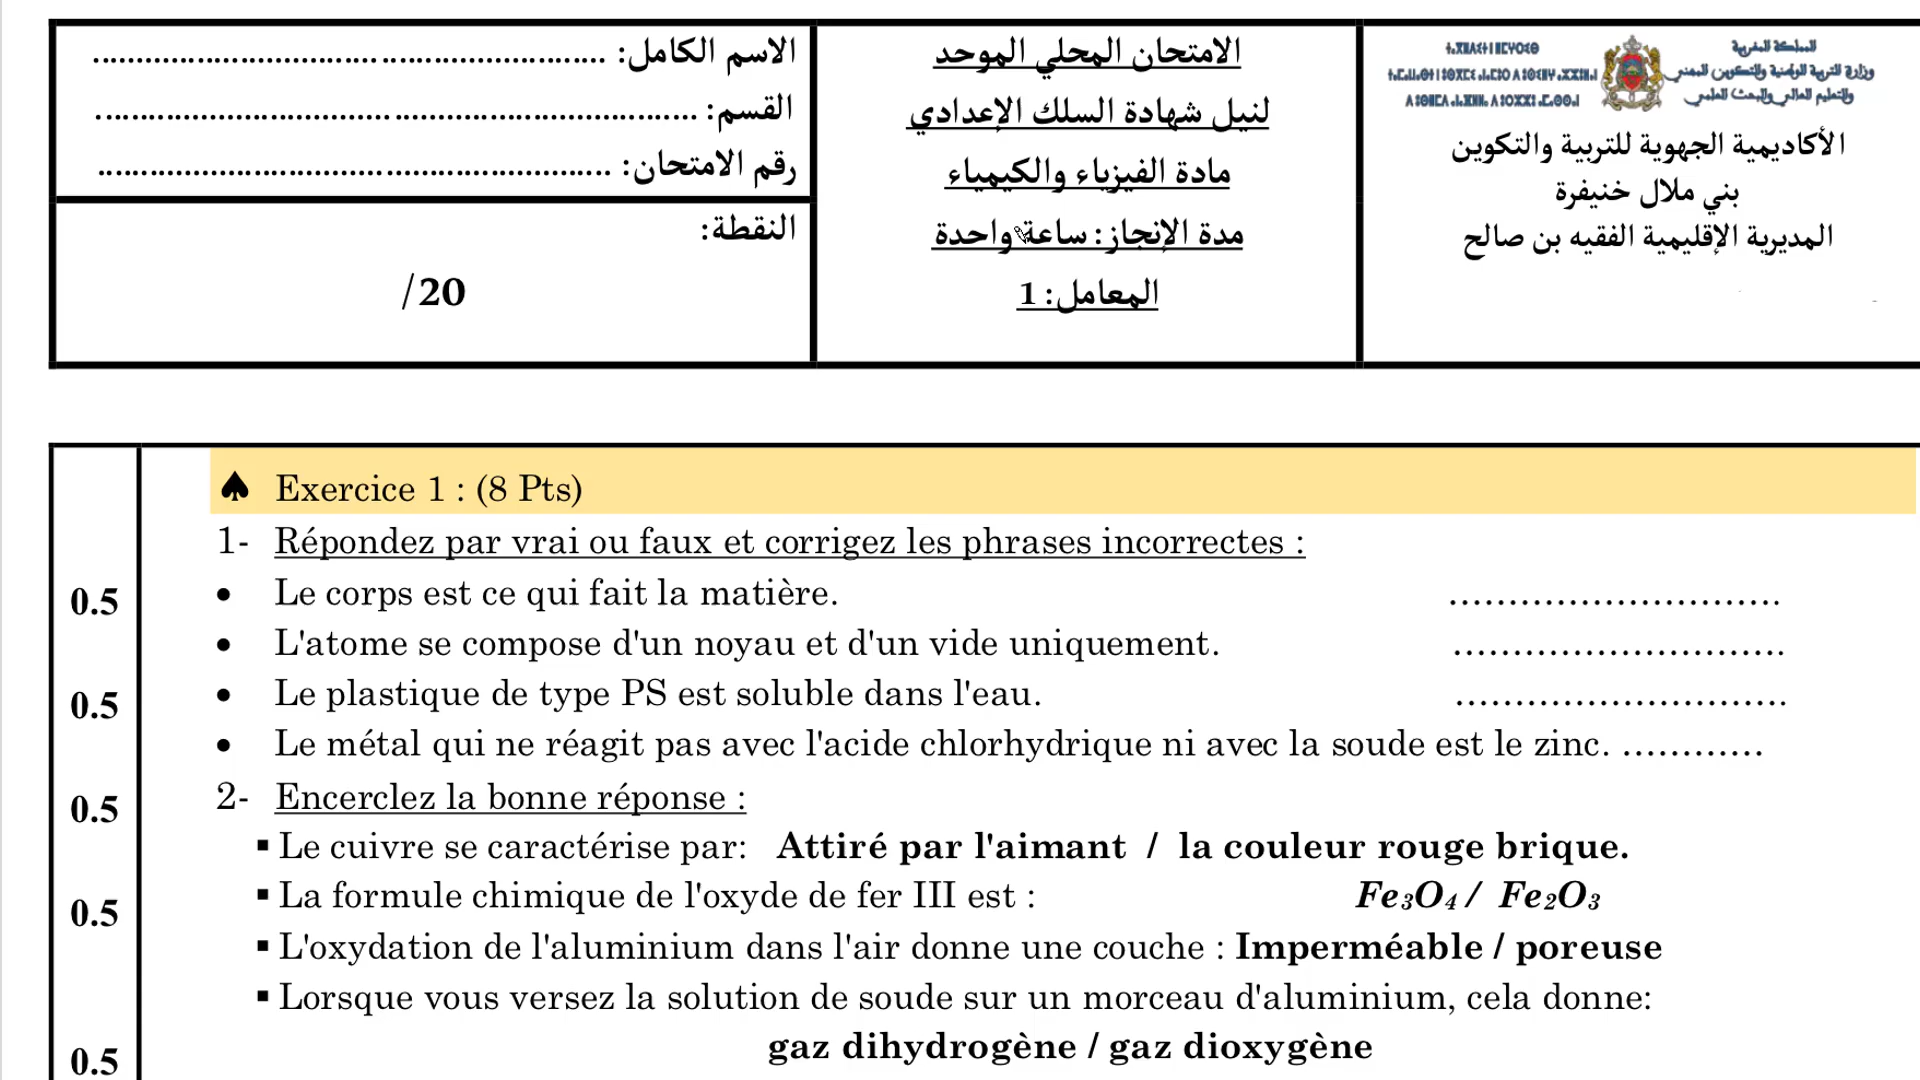 المملكة المغربية
وزارة التربية الوطنية والتكوين المهني
والتعليم العالي والبحث العلمي
الأكاديمية الجهوية للتربية والتكوين
بني ملال خنيفرة
المديرية الإقليمية الفقيه بن صالح
الامتحان المحلي الموحد
لنيل شهادة السلك الإعدادي
مادة الفيزياء والكيمياء
مدة الإنجاز: ساعة واحدة
المعامل: 1
الاسم الكامل: ............................................................
القسم: ......................................................................
رقم الامتحان: ............................................................
النقطة:
/20
♠ Exercice 1 : (8 Pts)
1- Répondez par vrai ou faux et corrigez les phrases incorrectes :
0.5
• Le corps est ce qui fait la matière. ............................
• L'atome se compose d'un noyau et d'un vide uniquement. ............................
0.5
• Le plastique de type PS est soluble dans l'eau. ............................
• Le métal qui ne réagit pas avec l'acide chlorhydrique ni avec la soude est le zinc. ............
0.5
2- Encerclez la bonne réponse :
▪ Le cuivre se caractérise par: Attiré par l'aimant / la couleur rouge brique.
0.5
▪ La formule chimique de l'oxyde de fer III est : Fe₃O₄ / Fe₂O₃
▪ L'oxydation de l'aluminium dans l'air donne une couche : Imperméable / poreuse
▪ Lorsque vous versez la solution de soude sur un morceau d'aluminium, cela donne:
0.5
gaz dihydrogène / gaz dioxygène